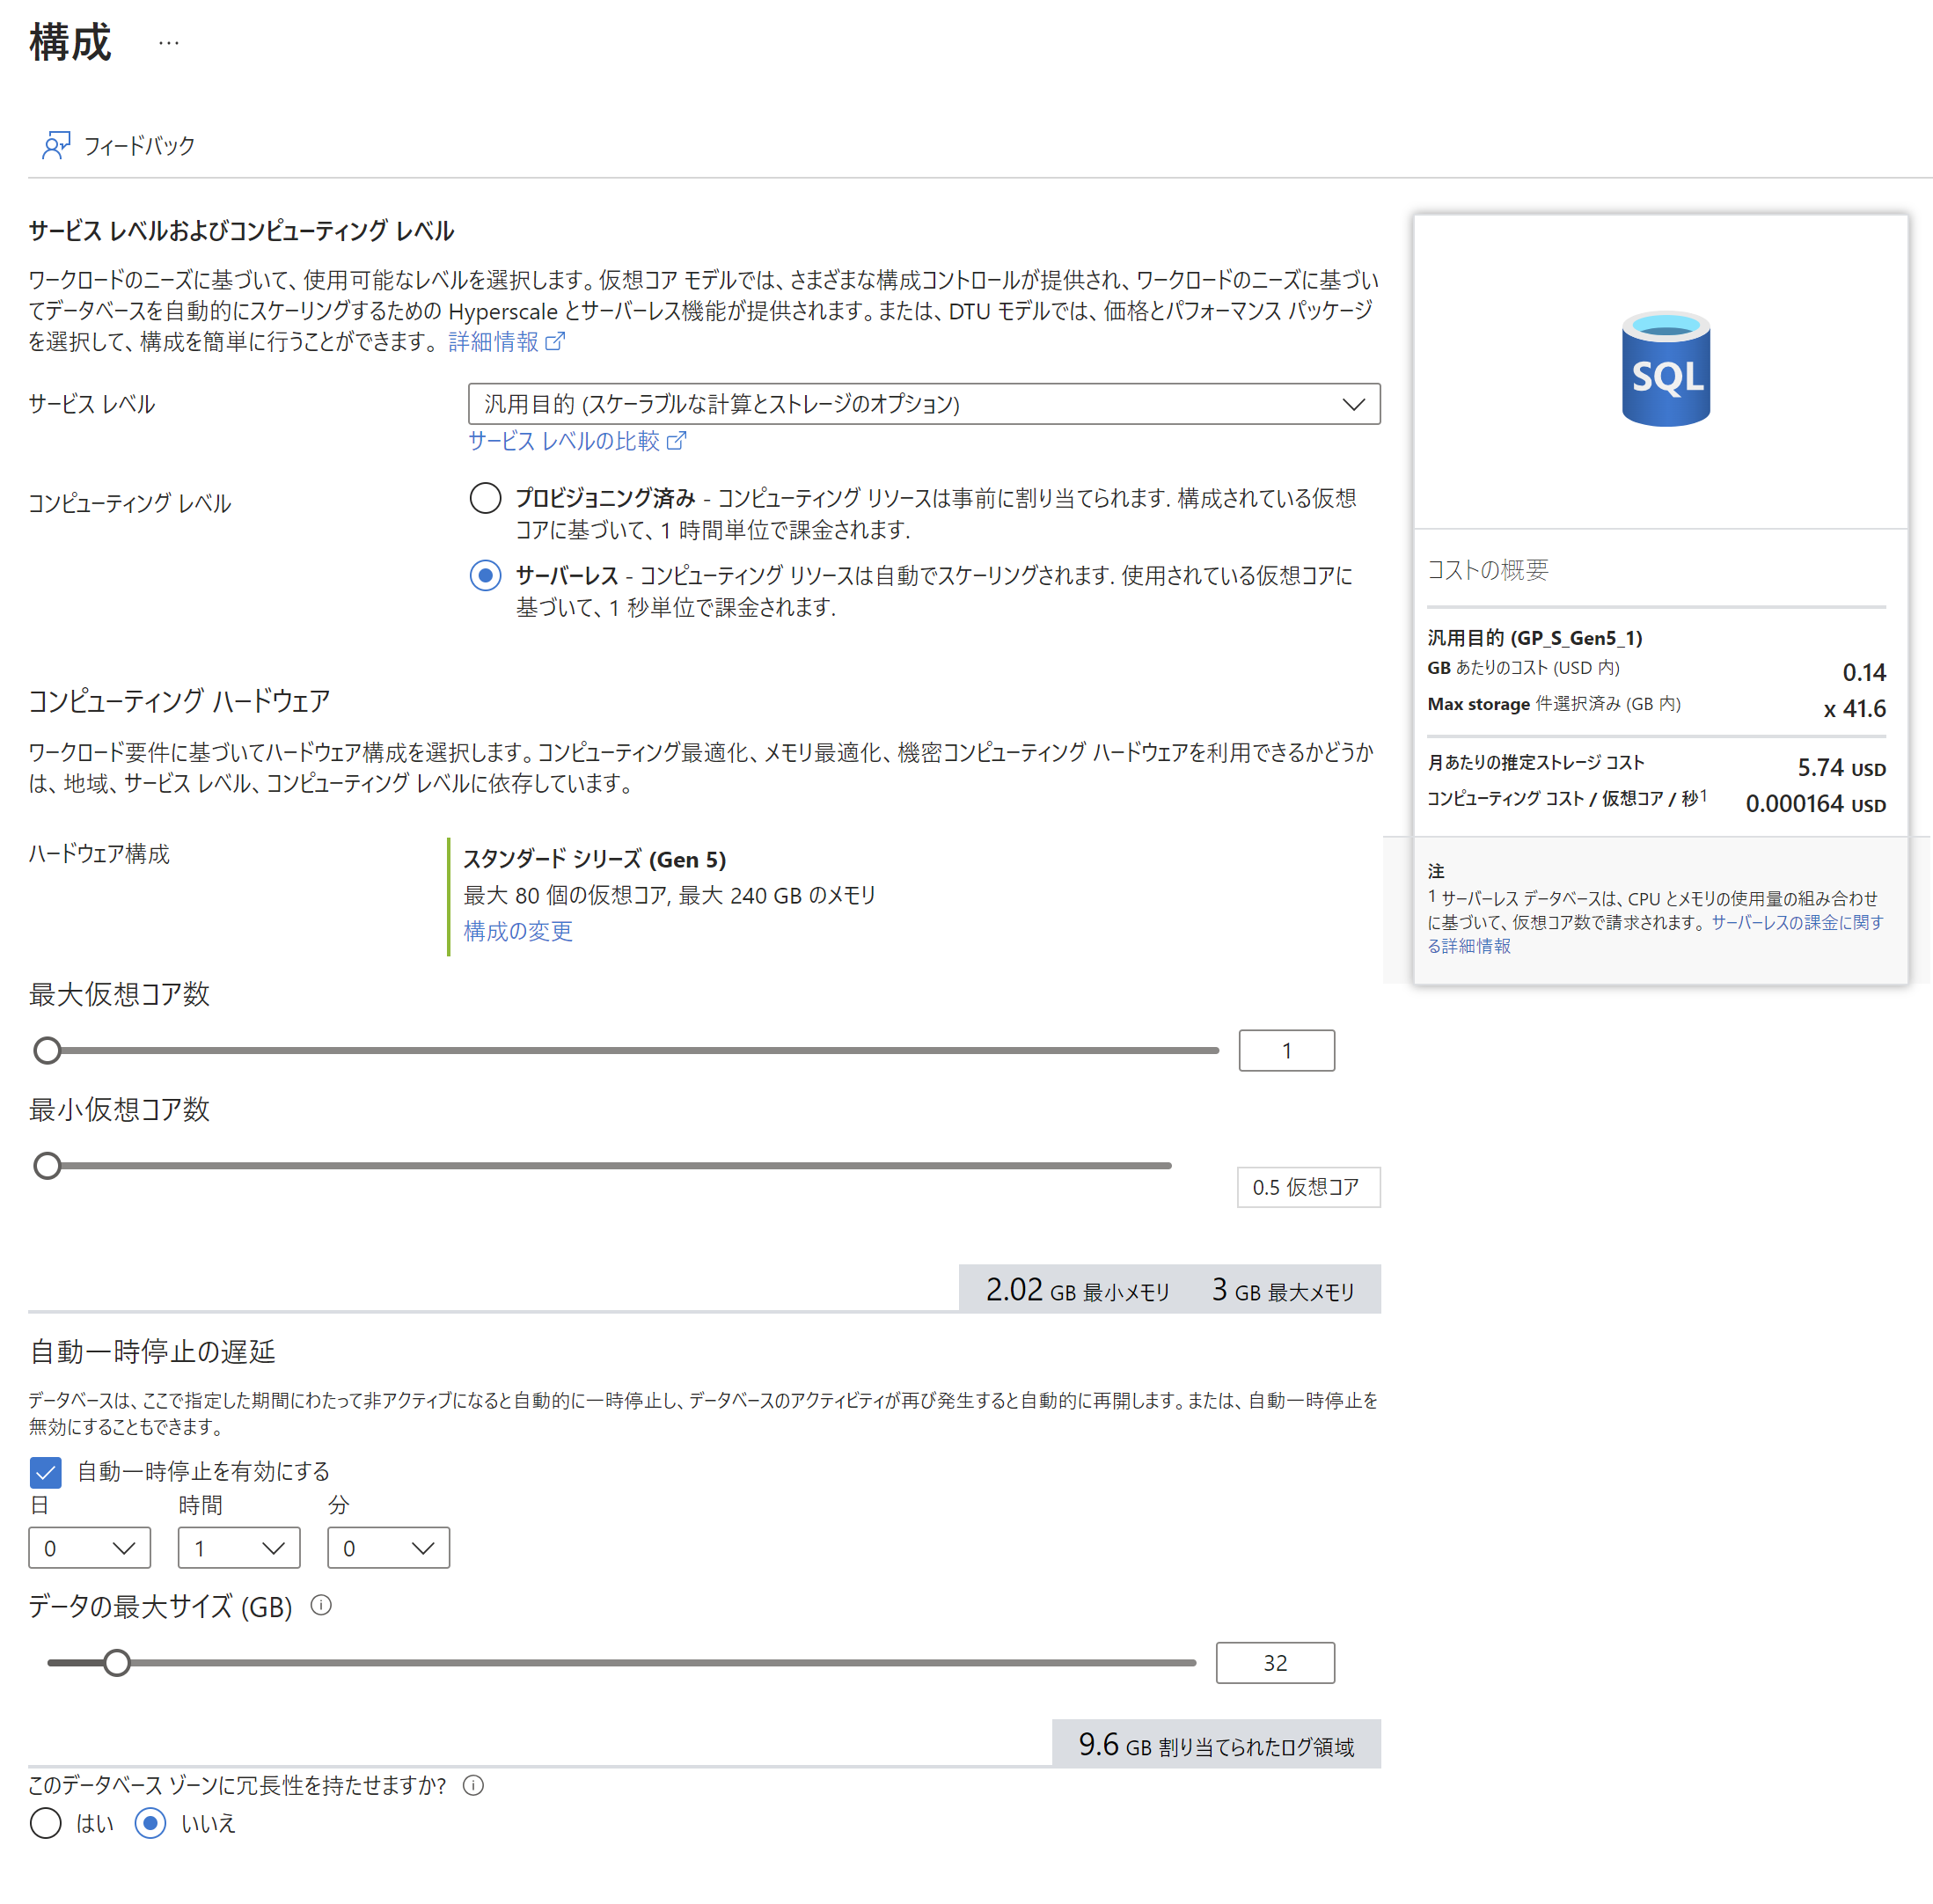 構成
…
フィードバック
サービス レベルおよびコンピューティング レベル
ワークロードのニーズに基づいて、使用可能なレベルを選択します。仮想コア モデルでは、さまざまな構成コントロールが提供され、ワークロードのニーズに基づい
てデータベースを自動的にスケーリングするための Hyperscale とサーバーレス機能が提供されます。または、DTU モデルでは、価格とパフォーマンス パッケージ
を選択して、構成を簡単に行うことができます。 詳細情報
サービス レベル
汎用目的 (スケーラブルな計算とストレージのオプション)
サービス レベルの比較
コンピューティング レベル
プロビジョニング済み - コンピューティング リソースは事前に割り当てられます. 構成されている仮想
コアに基づいて、1 時間単位で課金されます.
サーバーレス - コンピューティング リソースは自動でスケーリングされます. 使用されている仮想コアに
基づいて、1 秒単位で課金されます.
コンピューティング ハードウェア
ワークロード要件に基づいてハードウェア構成を選択します。コンピューティング最適化、メモリ最適化、機密コンピューティング ハードウェアを利用できるかどうか
は、地域、サービス レベル、コンピューティング レベルに依存しています。
ハードウェア構成
スタンダード シリーズ (Gen 5)
最大 80 個の仮想コア, 最大 240 GB のメモリ
構成の変更
最大仮想コア数
1
最小仮想コア数
0.5 仮想コア
2.02 GB 最小メモリ 3 GB 最大メモリ
自動一時停止の遅延
データベースは、ここで指定した期間にわたって非アクティブになると自動的に一時停止し、データベースのアクティビティが再び発生すると自動的に再開します。または、自動一時停止を
無効にすることもできます。
自動一時停止を有効にする
日 時間 分
0 1 0
データの最大サイズ (GB)
32
9.6 GB 割り当てられたログ領域
このデータベース ゾーンに冗長性を持たせますか?
はい いいえ
SQL
コストの概要
汎用目的 (GP_S_Gen5_1)
GB あたりのコスト (USD 内) 0.14
Max storage 件選択済み (GB 内) x 41.6
月あたりの推定ストレージ コスト 5.74 USD
コンピューティング コスト / 仮想コア / 秒1 0.000164 USD
注
1 サーバーレス データベースは、CPU とメモリの使用量の組み合わせ
に基づいて、仮想コア数で請求されます。 サーバーレスの課金に関す
る詳細情報